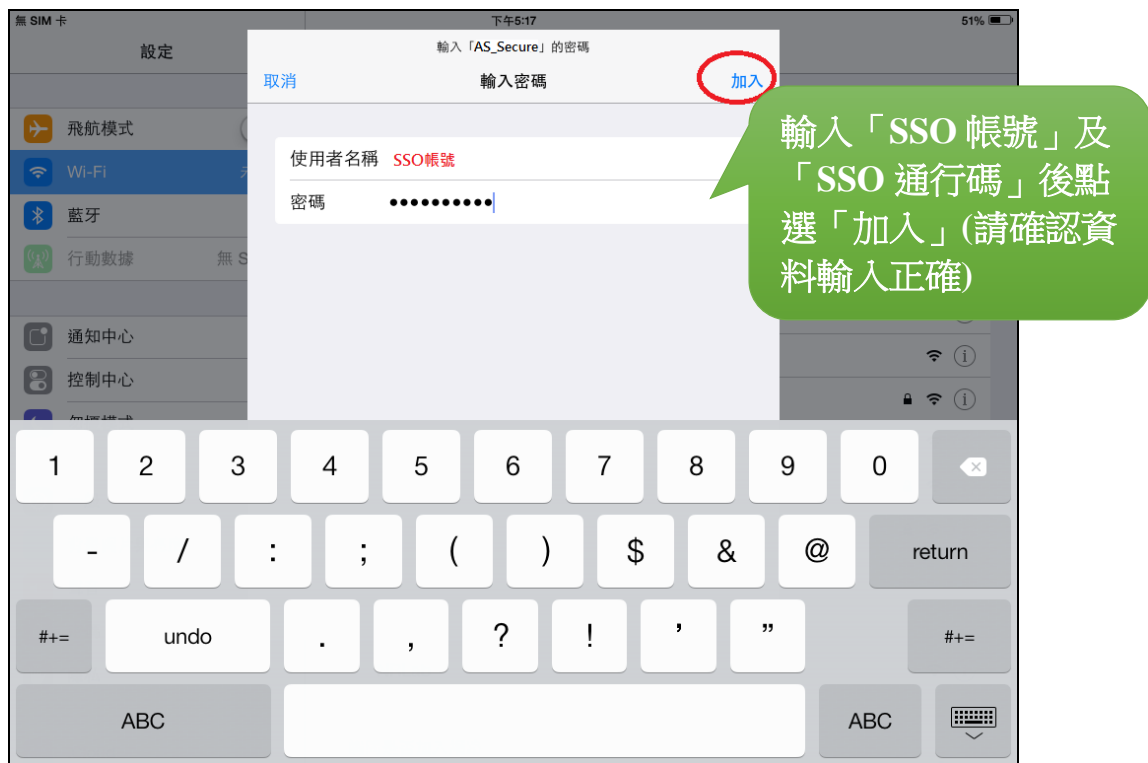 無 SIM 卡
下午5:17
51%
設定
輸入「AS_Secure」的密碼
取消
輸入密碼
加入
飛航模式
使用者名稱 SSO帳號
Wi-Fi
密碼 ●●●●●●●●●●
藍牙
行動數據 無 S
通知中心
控制中心
輸入「SSO 帳號」及
「SSO 通行碼」後點
選「加入」(請確認資
料輸入正確)
1 2 3 4 5 6 7 8 9 0
- / : ; ( ) $ & @ return
#+= undo . , ? ! ’ ” #+=
ABC ABC